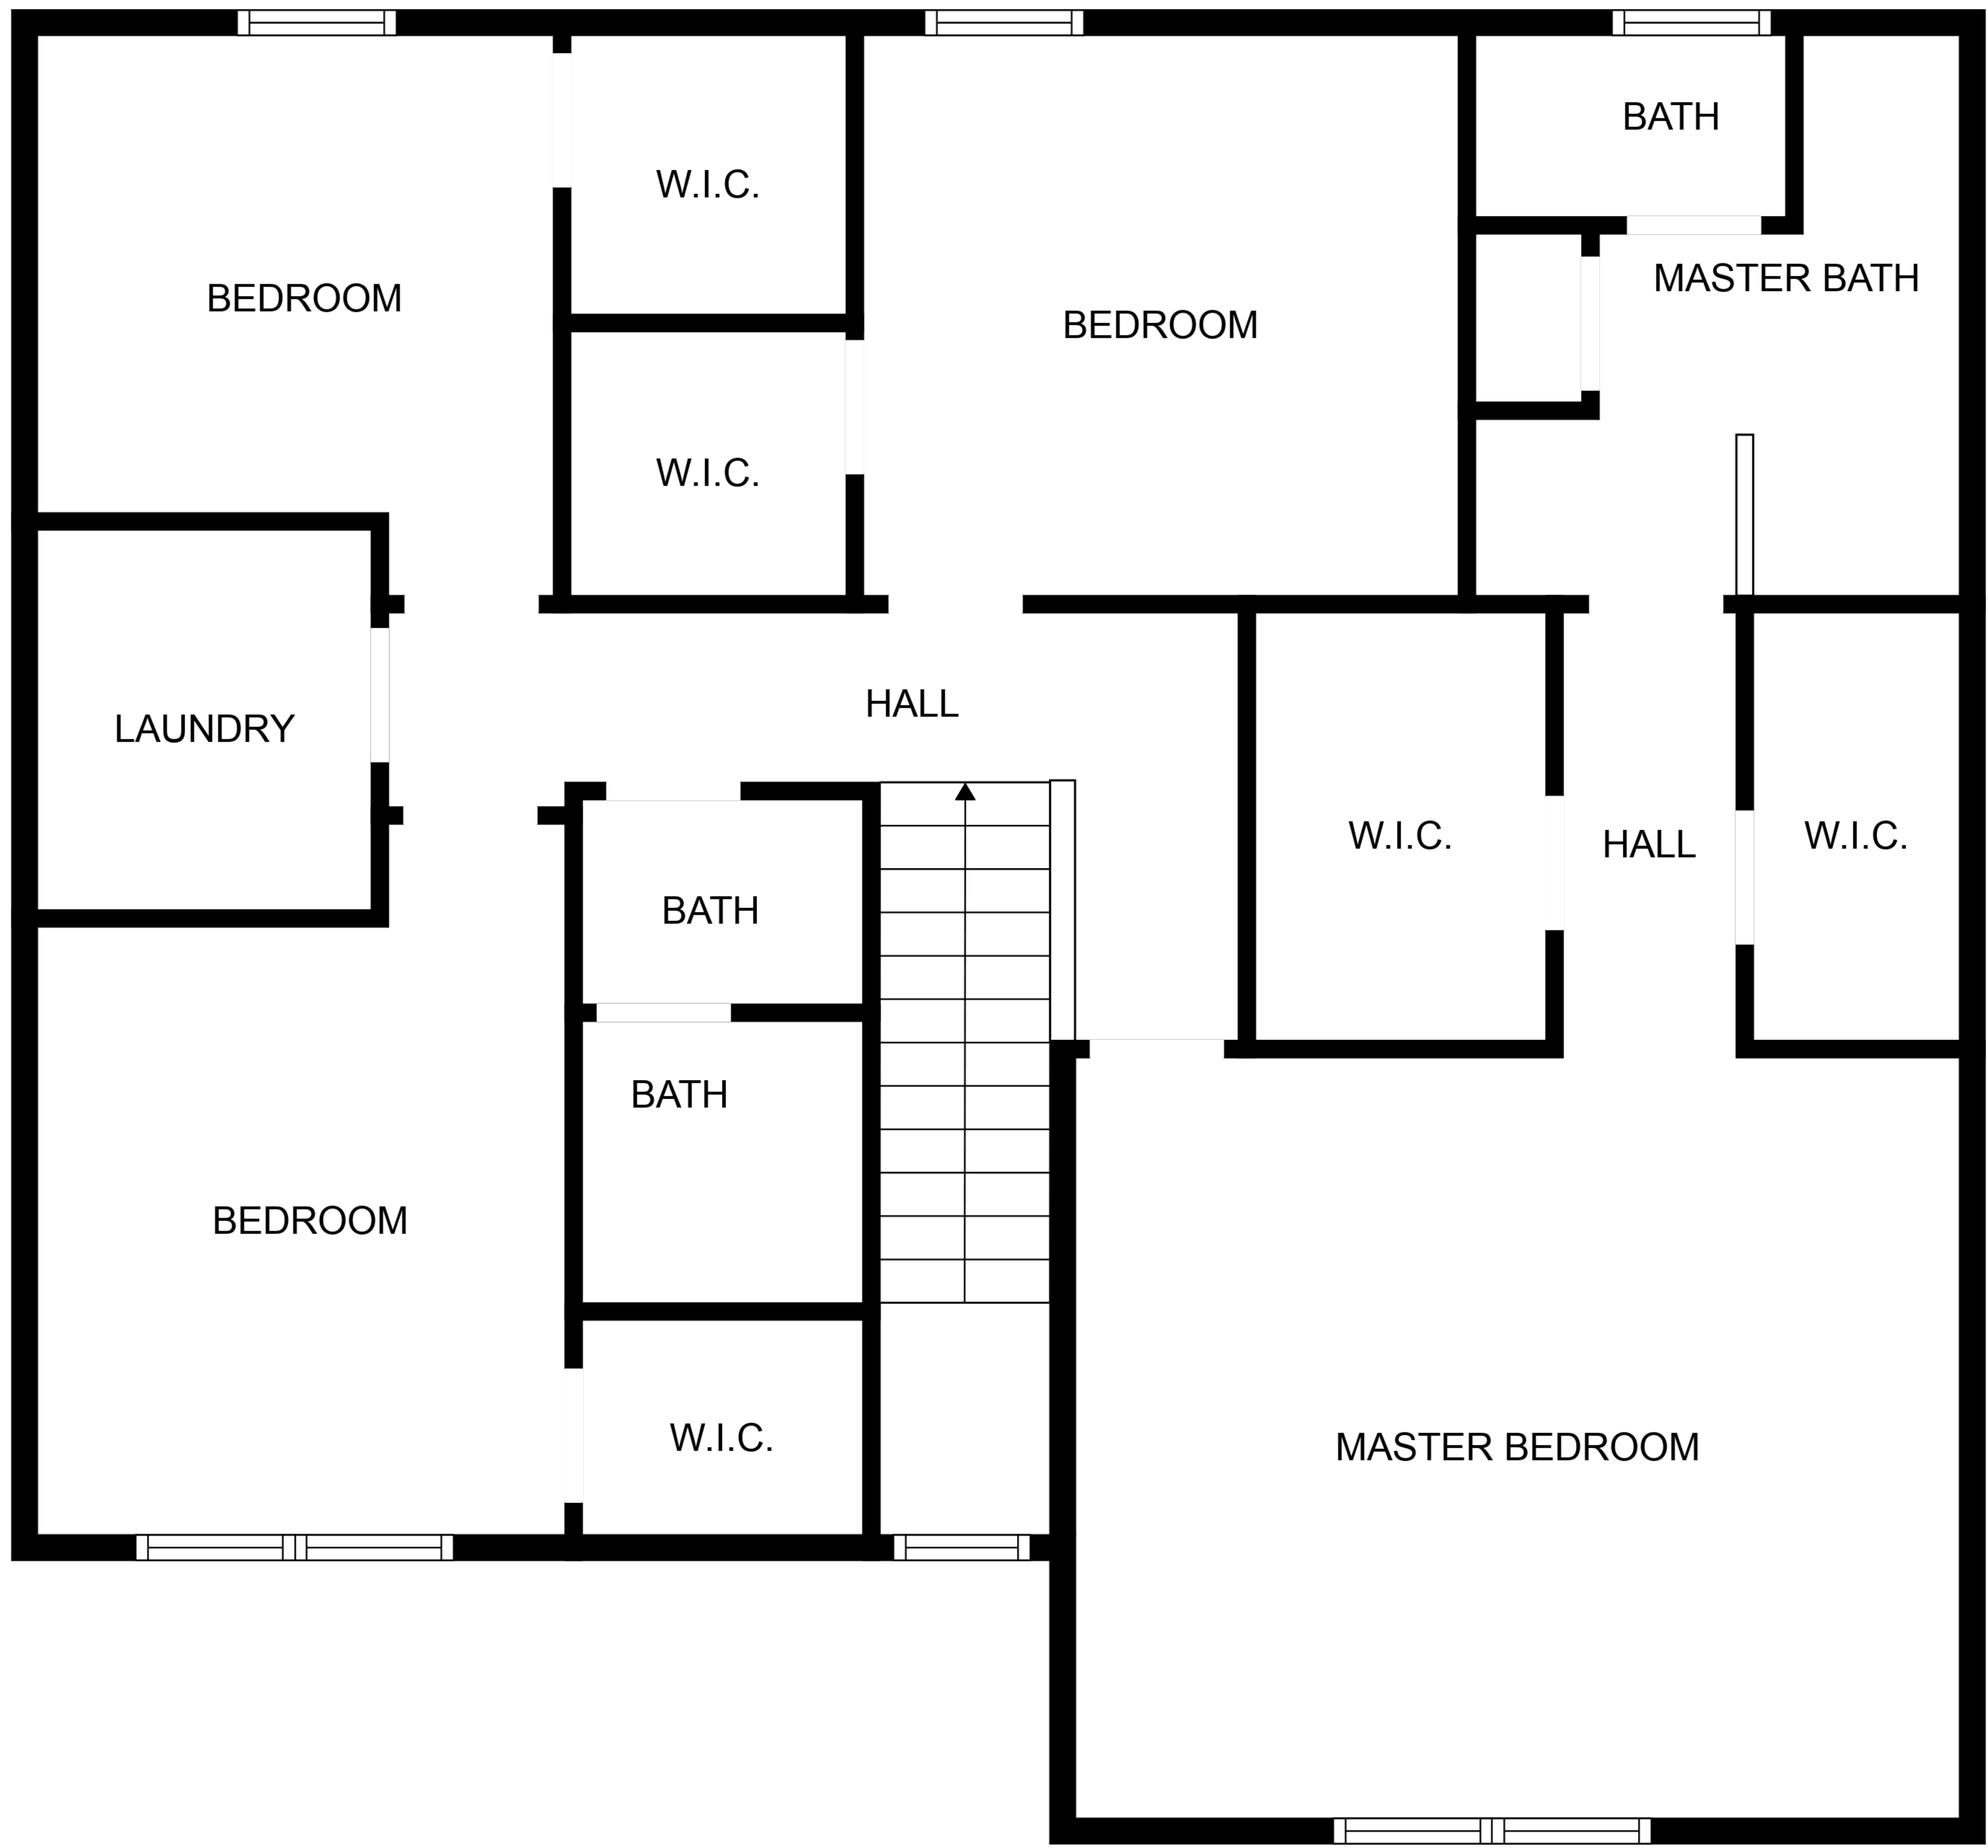 BATH
W.I.C.
MASTER BATH
BEDROOM
BEDROOM
W.I.C.
HALL
LAUNDRY
W.I.C.
HALL
W.I.C.
BATH
BATH
BEDROOM
W.I.C.
MASTER BEDROOM